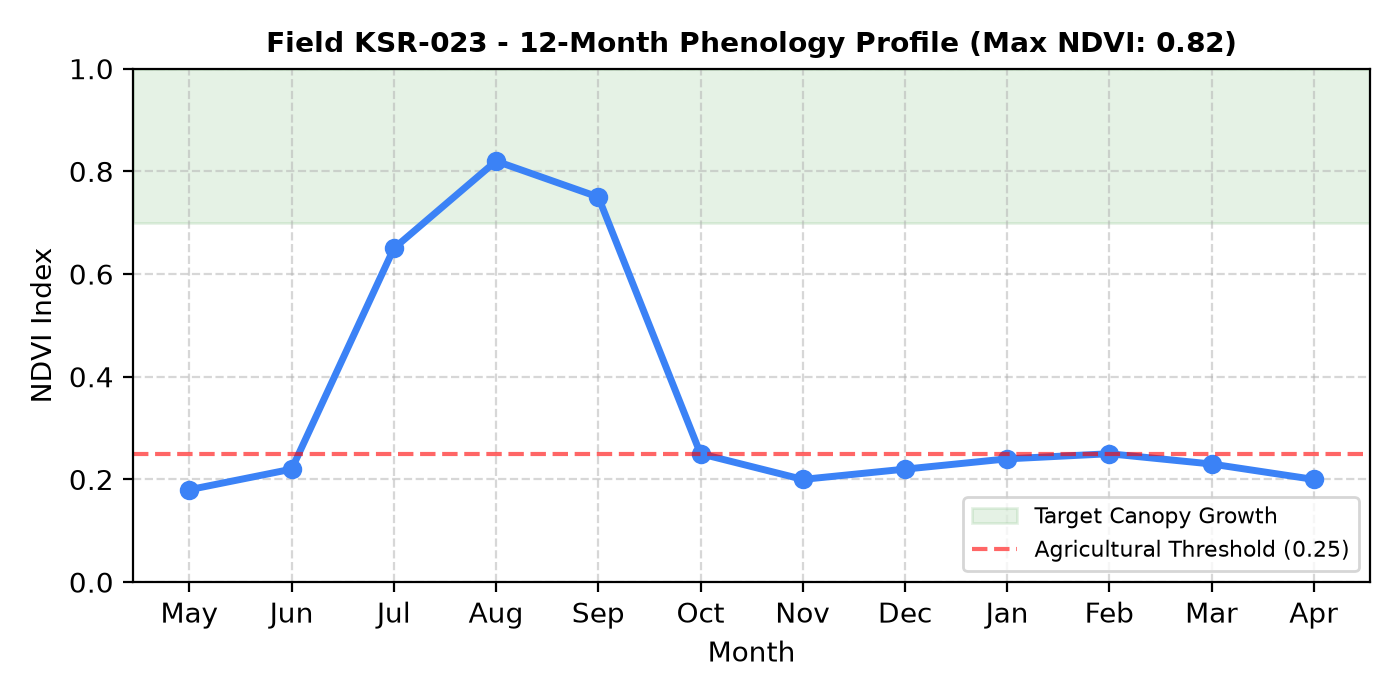 Field KSR-023 - 12-Month Phenology Profile (Max NDVI: 0.82)
1.0
0.8
0.6
0.4
0.2
0.0
NDVI Index
Target Canopy Growth
Agricultural Threshold (0.25)
May Jun Jul Aug Sep Oct Nov Dec Jan Feb Mar Apr
Month